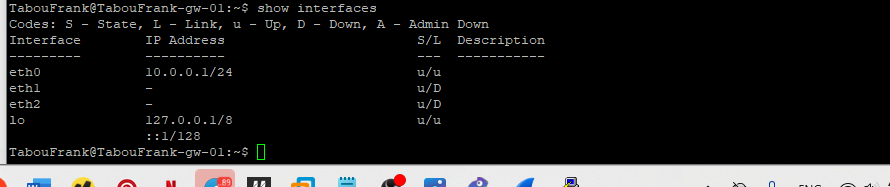 TabouFrank@TabouFrank-gw-01:~$ show interfaces
Codes: S - State, L - Link, u - Up, D - Down, A - Admin Down
Interface        IP Address                        S/L  Description
---------        ----------                        ---  -----------
eth0             10.0.0.1/24                       u/u
eth1             -                                 u/D
eth2             -                                 u/D
lo               127.0.0.1/8                       u/u
                 ::1/128
TabouFrank@TabouFrank-gw-01:~$